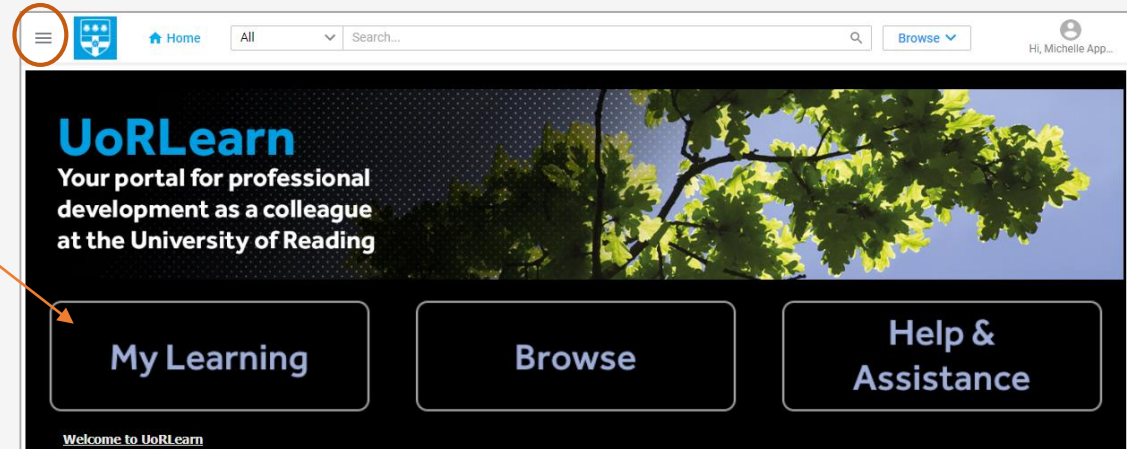 Home
All
Search...
Browse
Hi, Michelle App...
UoRLearn
Your portal for professional
development as a colleague
at the University of Reading
My Learning
Browse
Help &
Assistance
Welcome to UoRLearn